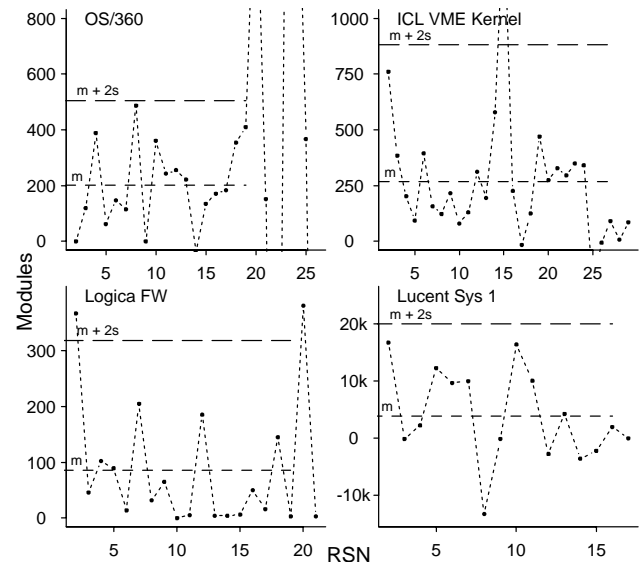 OS/360
800
600
400
200
0
m + 2s
m
5
10
15
20
25
ICL VME Kernel
1000
750
500
250
0
m + 2s
m
5
10
15
20
25
Logica FW
300
200
100
0
m + 2s
m
5
10
15
20
Lucent Sys 1
20k
10k
0
-10k
m + 2s
m
5
10
15
Modules
RSN